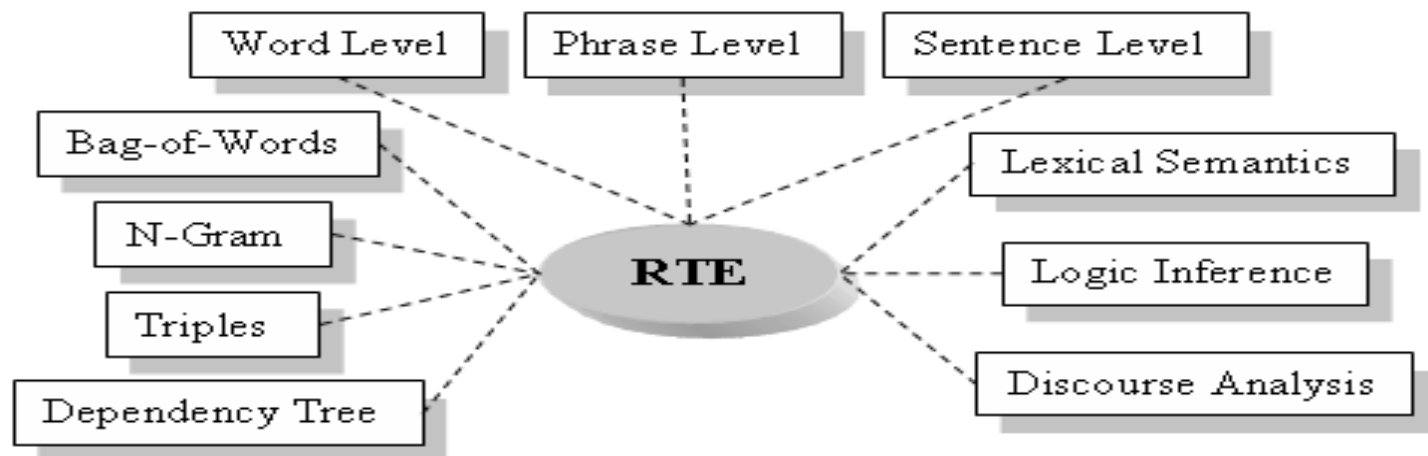 Word Level
Phrase Level
Sentence Level
Bag-of-Words
Lexical Semantics
N-Gram
RTE
Logic Inference
Triples
Discourse Analysis
Dependency Tree